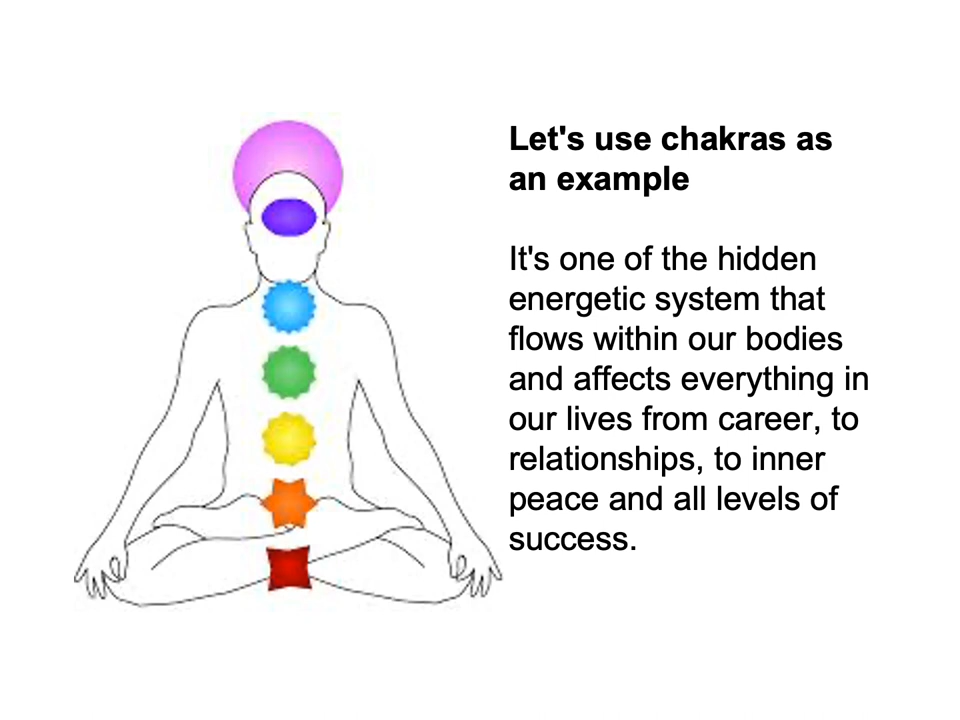 Let's use chakras as
an example
It's one of the hidden
energetic system that
flows within our bodies
and affects everything in
our lives from career, to
relationships, to inner
peace and all levels of
success.